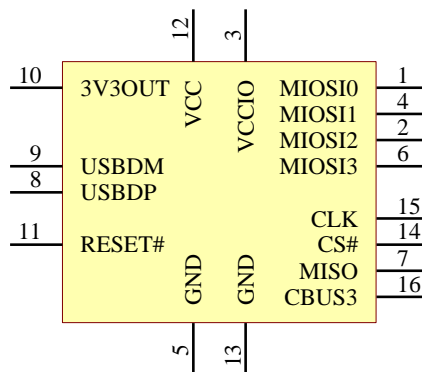 12 3
10 3V3OUT VCC VCCIO MIOSI0 1
MIOSI1 4
MIOSI2 2
9 USBDM MIOSI3 6
8 USBDP
CLK 15
11 RESET# CS# 14
GND GND MISO 7
CBUS3 16
5 13